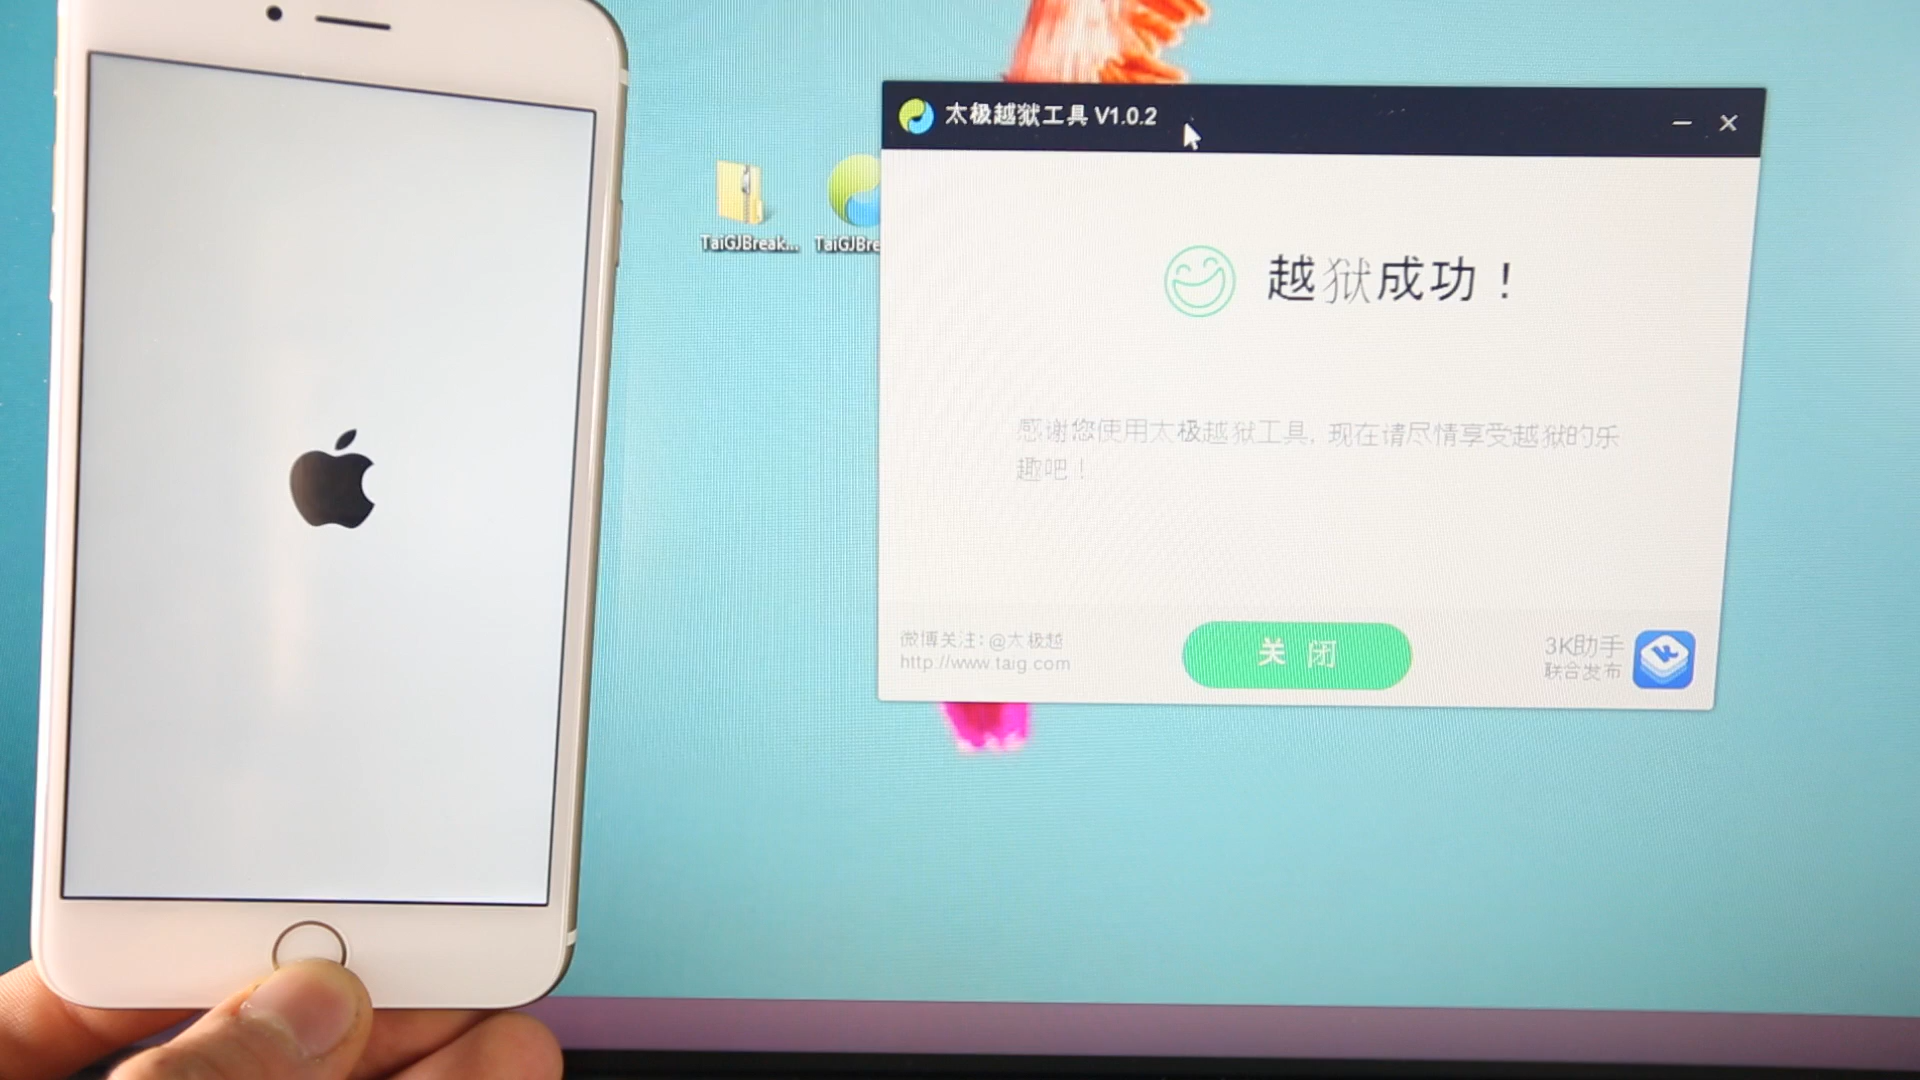 太极越狱工具 V1.0.2
TaiGJBreak...
TaiGJBre
越狱成功！
感谢您使用太极越狱工具, 现在请尽情享受越狱的乐
趣吧！
微博关注: @太极越
http://www.taig.com
关 闭
3K助手
联合发布